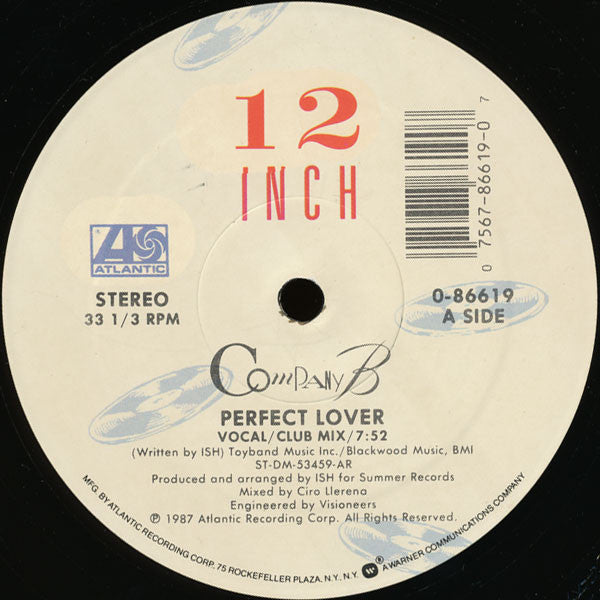 12
INCH
0 7567-86619-0 7
ATLANTIC
STEREO
33 1/3 RPM
0-86619
A SIDE
Company B
PERFECT LOVER
VOCAL/CLUB MIX/7:52
(Written by ISH) Toyband Music Inc./Blackwood Music, BMI
ST-DM-53459-AR
Produced and arranged by ISH for Summer Records
Mixed by Ciro Llerena
Engineered by Visioneers
℗ 1987 Atlantic Recording Corp. All Rights Reserved.
MFG. BY ATLANTIC RECORDING CORP., 75 ROCKEFELLER PLAZA, N.Y., N.Y. ® A WARNER COMMUNICATIONS COMPANY